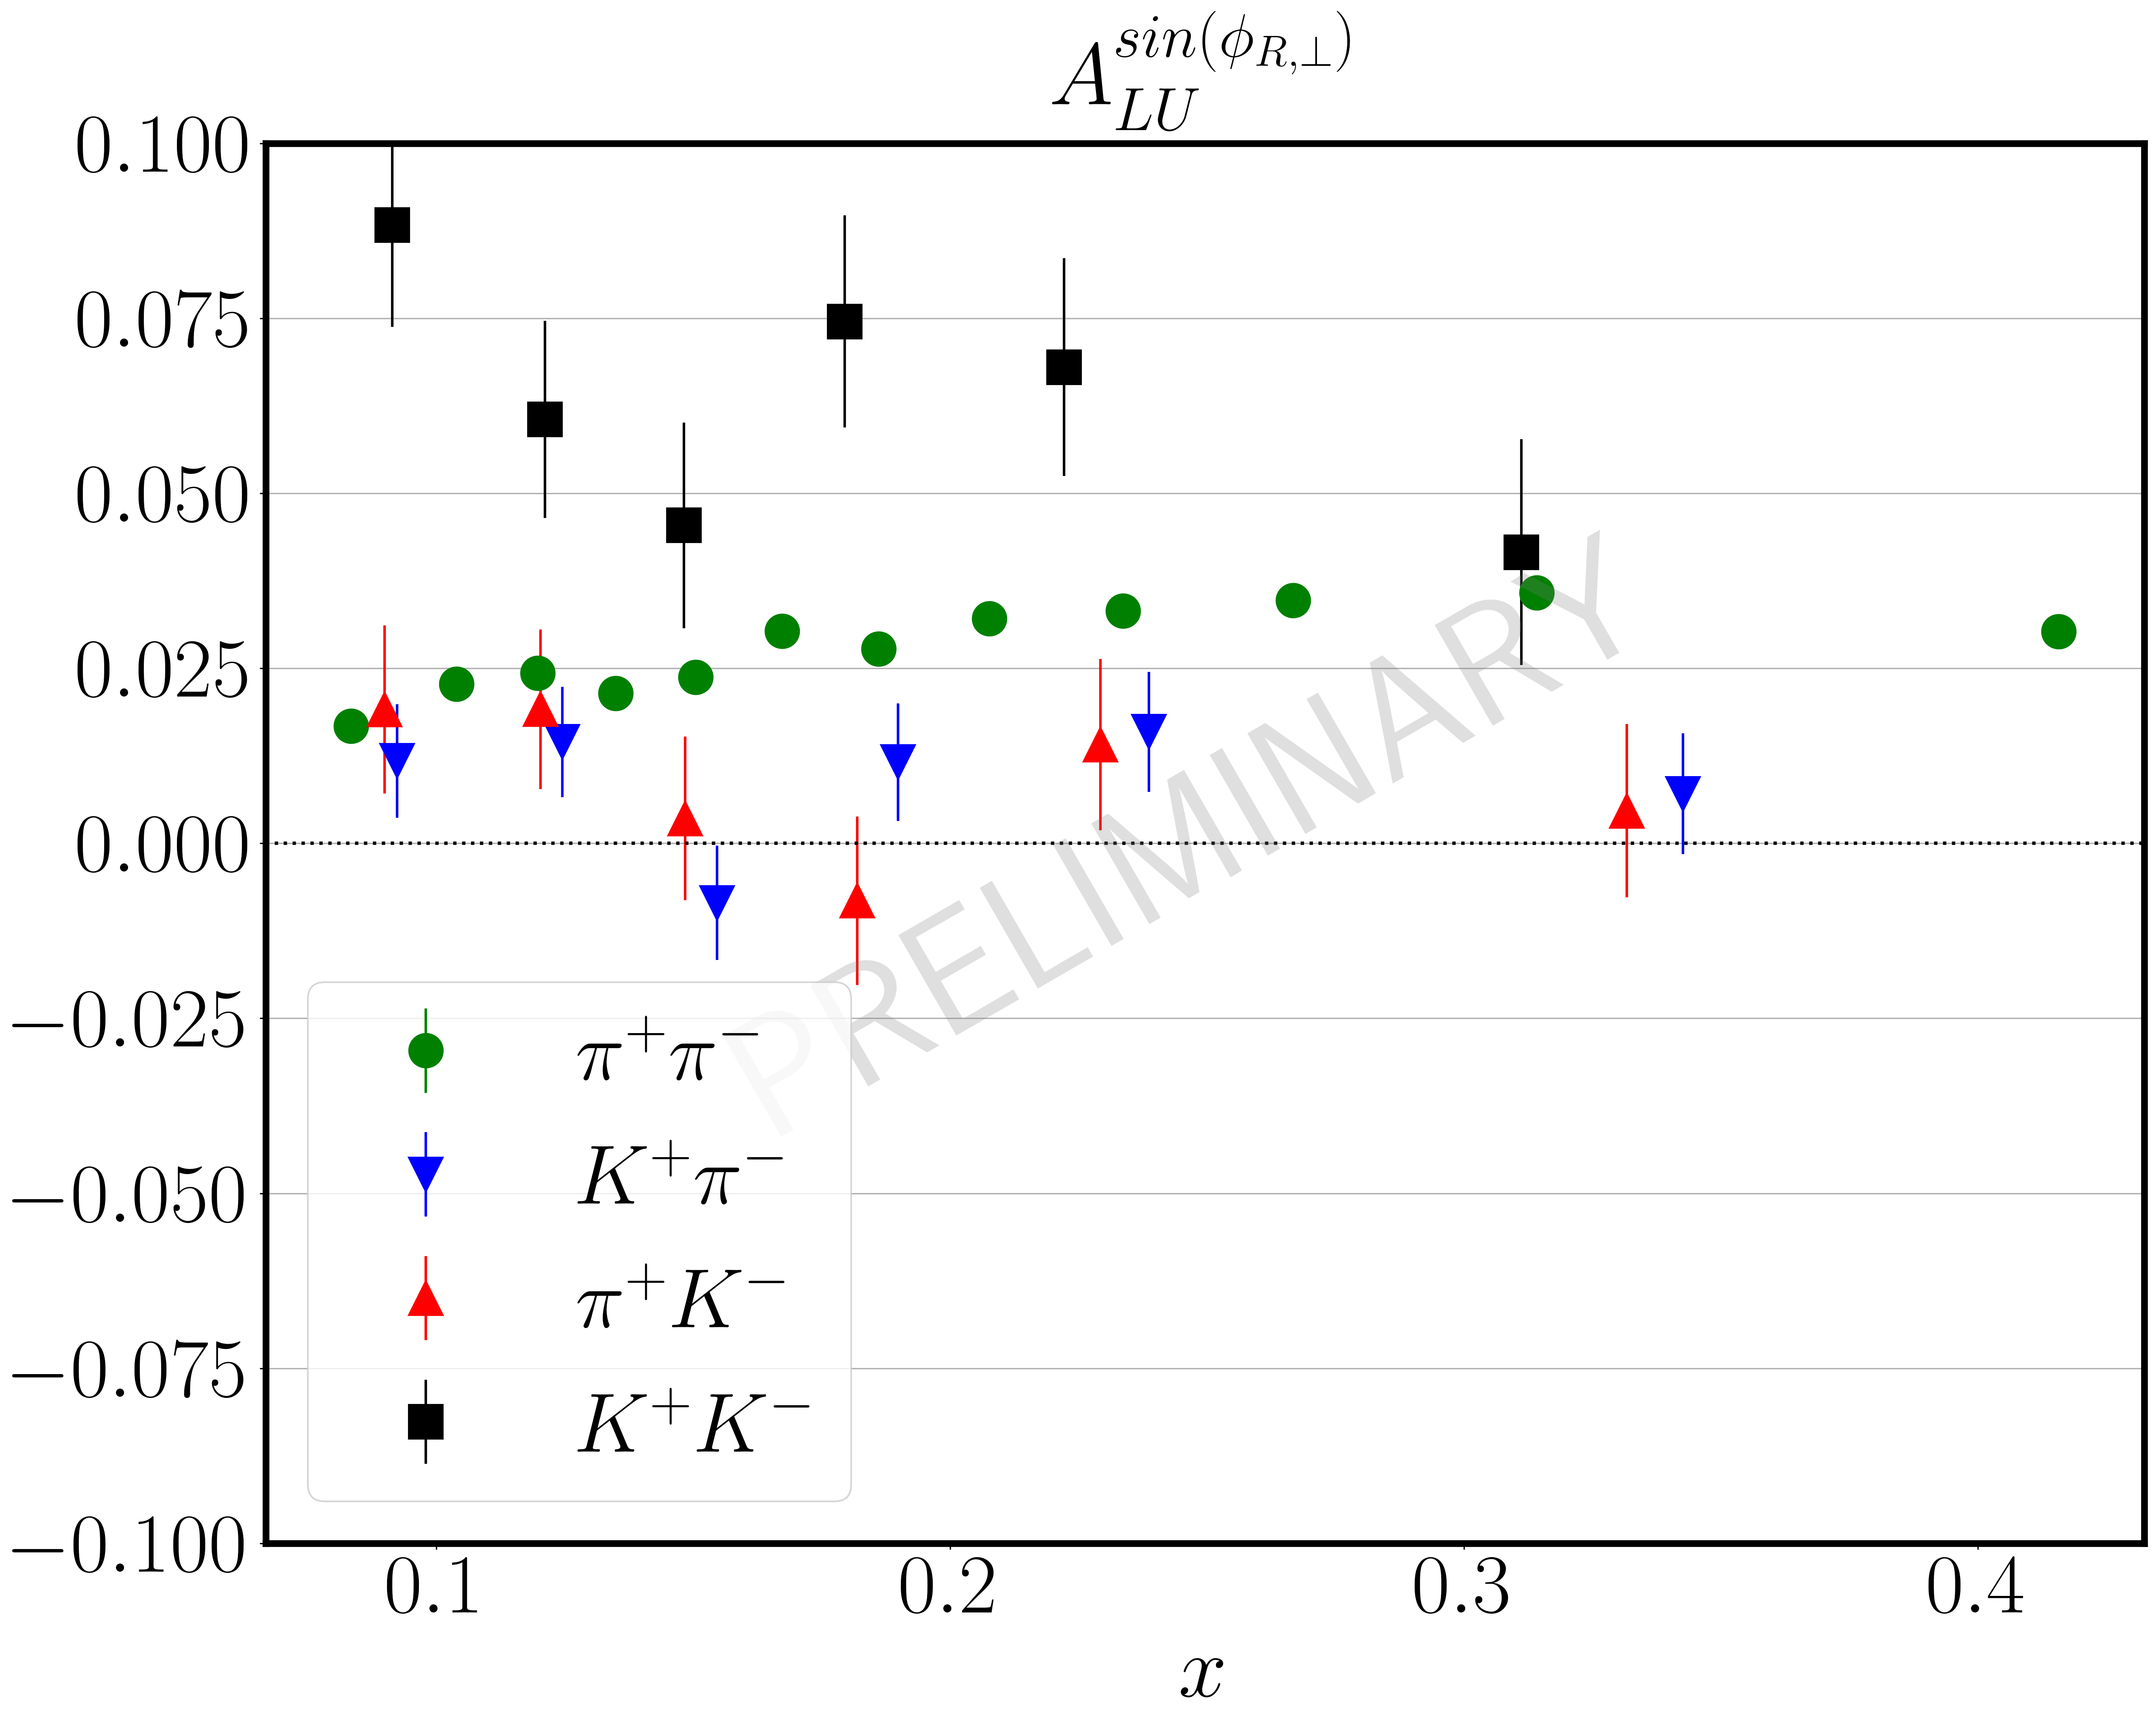 A_{LU}^{sin(ϕ_{R,⊥})}
0.100
0.075
0.050
0.025
0.000
−0.025
−0.050
−0.075
−0.100
PRELIMINARY
π⁺π⁻
K⁺π⁻
π⁺K⁻
K⁺K⁻
0.1 0.2 0.3 0.4
x